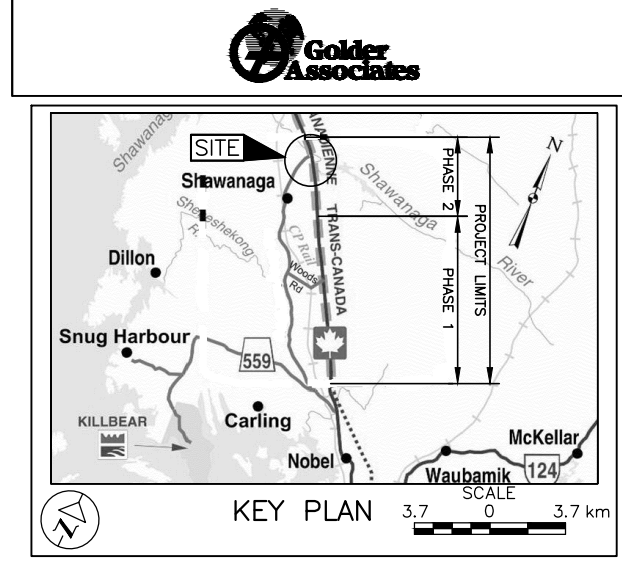 Golder
Associates
SITE
Shawanaga
ANADIENNE
TRANS-CANADA
Shawanaga
River
N
PHASE 2
PROJECT LIMITS
PHASE 1
Shawanaga
CP Rail
Woods
Rd
Dillon
Snug Harbour
559
KILLBEAR
Carling
Nobel
McKellar
Waubamik
124
N
KEY PLAN
SCALE
3.7 0 3.7 km